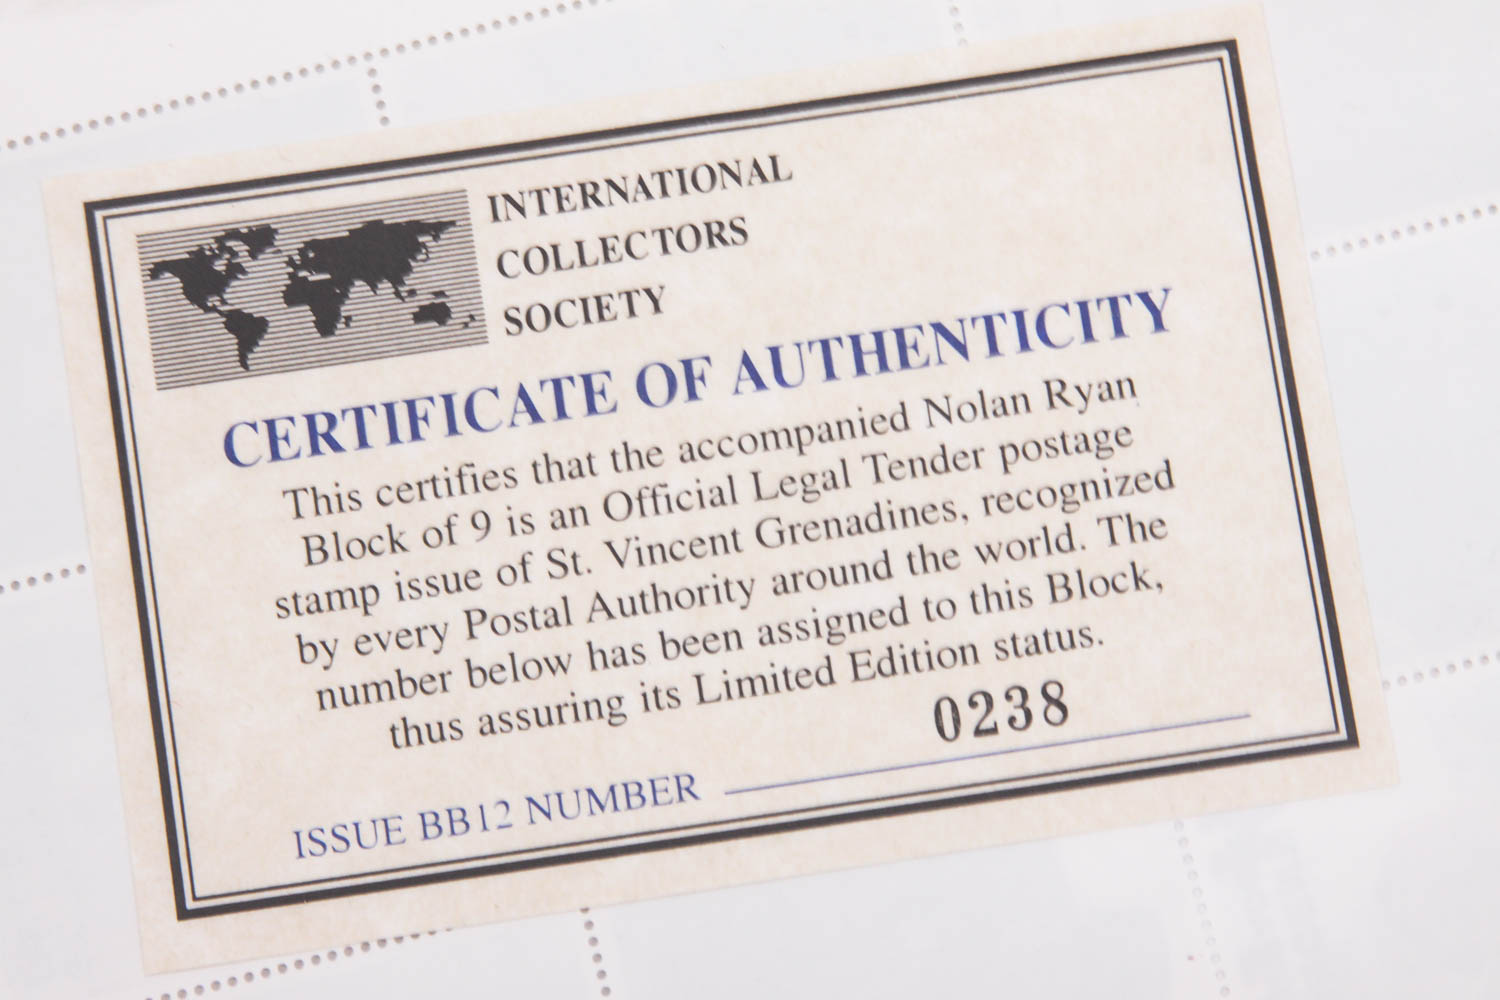 INTERNATIONAL
COLLECTORS
SOCIETY
CERTIFICATE OF AUTHENTICITY
This certifies that the accompanied Nolan Ryan
Block of 9 is an Official Legal Tender postage
stamp issue of St. Vincent Grenadines, recognized
by every Postal Authority around the world. The
number below has been assigned to this Block,
thus assuring its Limited Edition status.
0238
ISSUE BB12 NUMBER